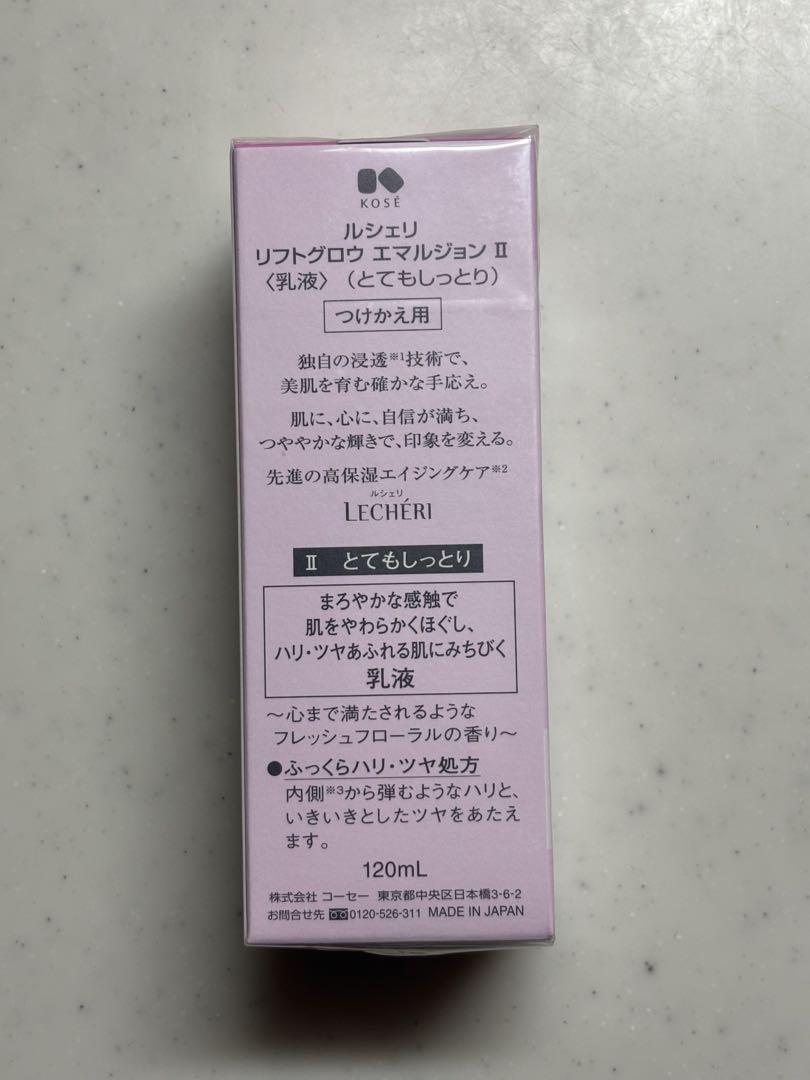 KOSÉ
ルシェリ
リフトグロウ エマルジョン Ⅱ
〈乳液〉（とてもしっとり）
つけかえ用
独自の浸透※1技術で、
美肌を育む確かな手応え。
肌に、心に、自信が満ち、
つややかな輝きで、印象を変える。
先進の高保湿エイジングケア※2
ルシェリ
LECHÉRI
Ⅱ とてもしっとり
まろやかな感触で
肌をやわらかくほぐし、
ハリ・ツヤあふれる肌にみちびく
乳液
～心まで満たされるような
フレッシュフローラルの香り～
●ふっくらハリ・ツヤ処方
内側※3から弾むようなハリと、
いきいきとしたツヤをあたえ
ます。
120mL
株式会社 コーセー 東京都中央区日本橋3-6-2
お問合せ先 0120-526-311 MADE IN JAPAN